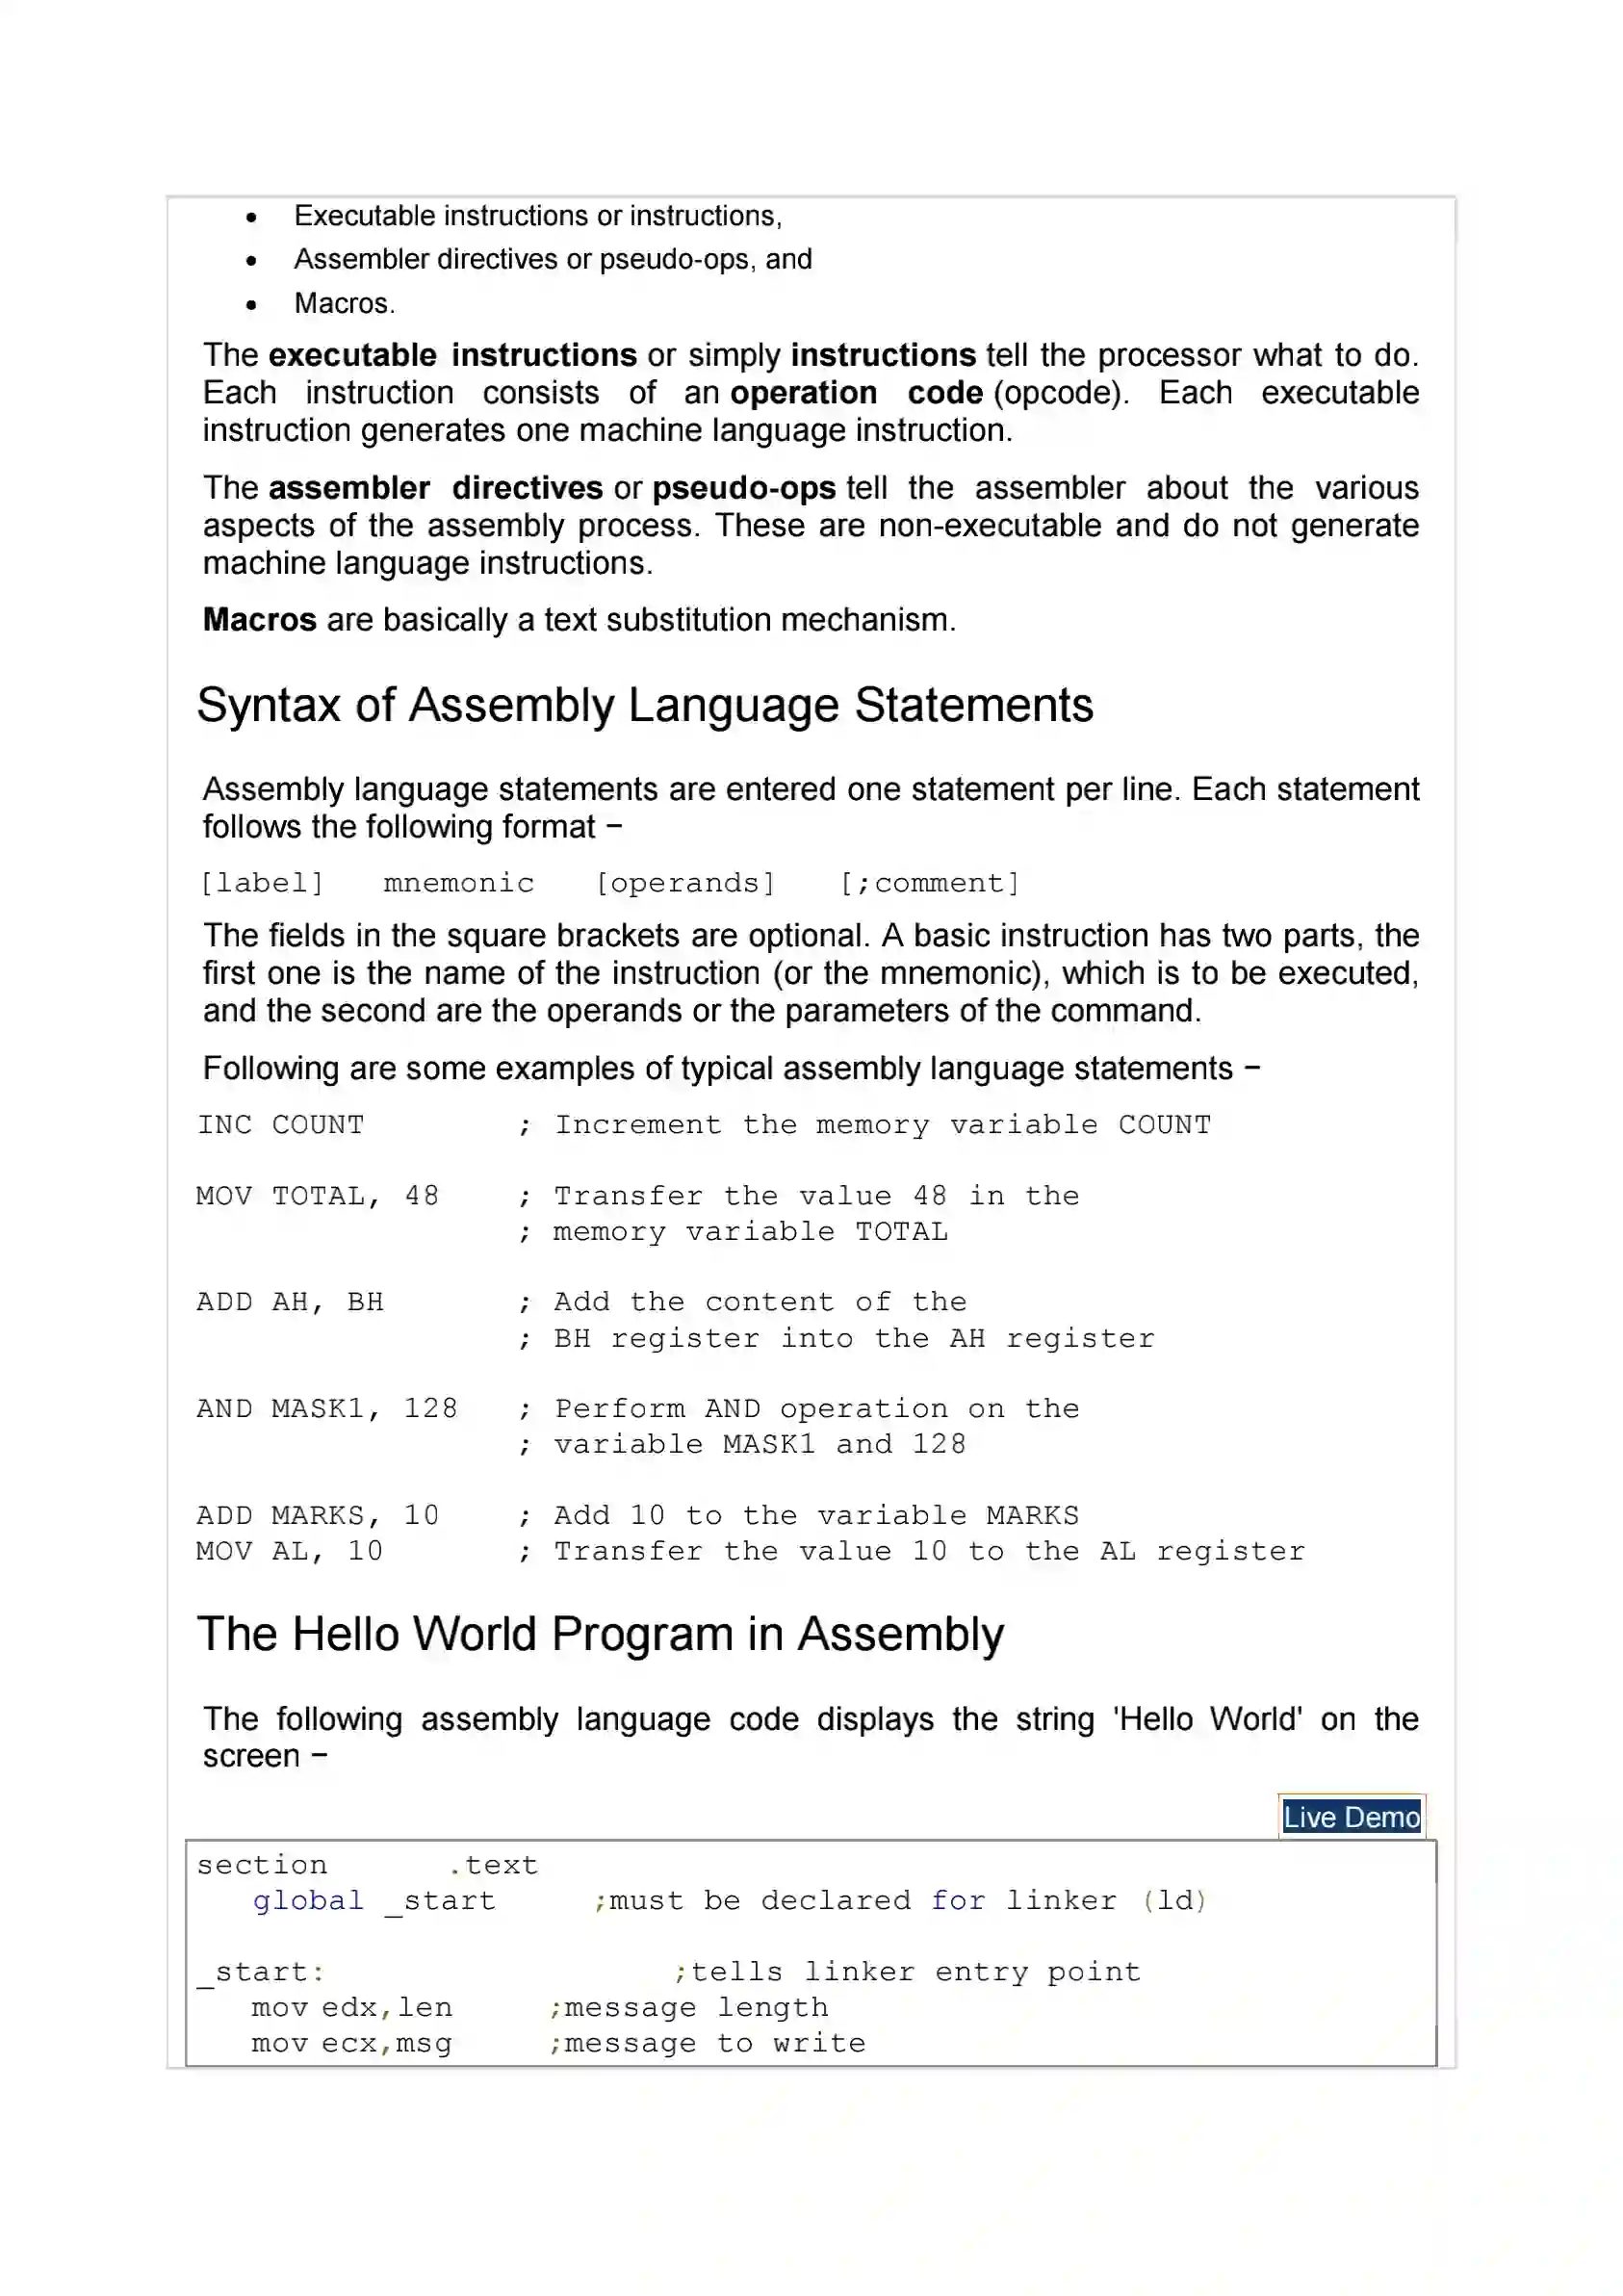 • Executable instructions or instructions,
• Assembler directives or pseudo-ops, and
• Macros.
The executable instructions or simply instructions tell the processor what to do.
Each instruction consists of an operation code (opcode). Each executable
instruction generates one machine language instruction.
The assembler directives or pseudo-ops tell the assembler about the various
aspects of the assembly process. These are non-executable and do not generate
machine language instructions.
Macros are basically a text substitution mechanism.
Syntax of Assembly Language Statements
Assembly language statements are entered one statement per line. Each statement
follows the following format −
[label]   mnemonic   [operands]   [;comment]
The fields in the square brackets are optional. A basic instruction has two parts, the
first one is the name of the instruction (or the mnemonic), which is to be executed,
and the second are the operands or the parameters of the command.
Following are some examples of typical assembly language statements −
INC COUNT        ; Increment the memory variable COUNT
MOV TOTAL, 48    ; Transfer the value 48 in the
                 ; memory variable TOTAL
ADD AH, BH       ; Add the content of the
                 ; BH register into the AH register
AND MASK1, 128   ; Perform AND operation on the
                 ; variable MASK1 and 128
ADD MARKS, 10    ; Add 10 to the variable MARKS
MOV AL, 10       ; Transfer the value 10 to the AL register
The Hello World Program in Assembly
The following assembly language code displays the string 'Hello World' on the
screen −
Live Demo
section      .text
   global _start     ;must be declared for linker (ld)
_start:                   ;tells linker entry point
   mov edx,len     ;message length
   mov ecx,msg     ;message to write